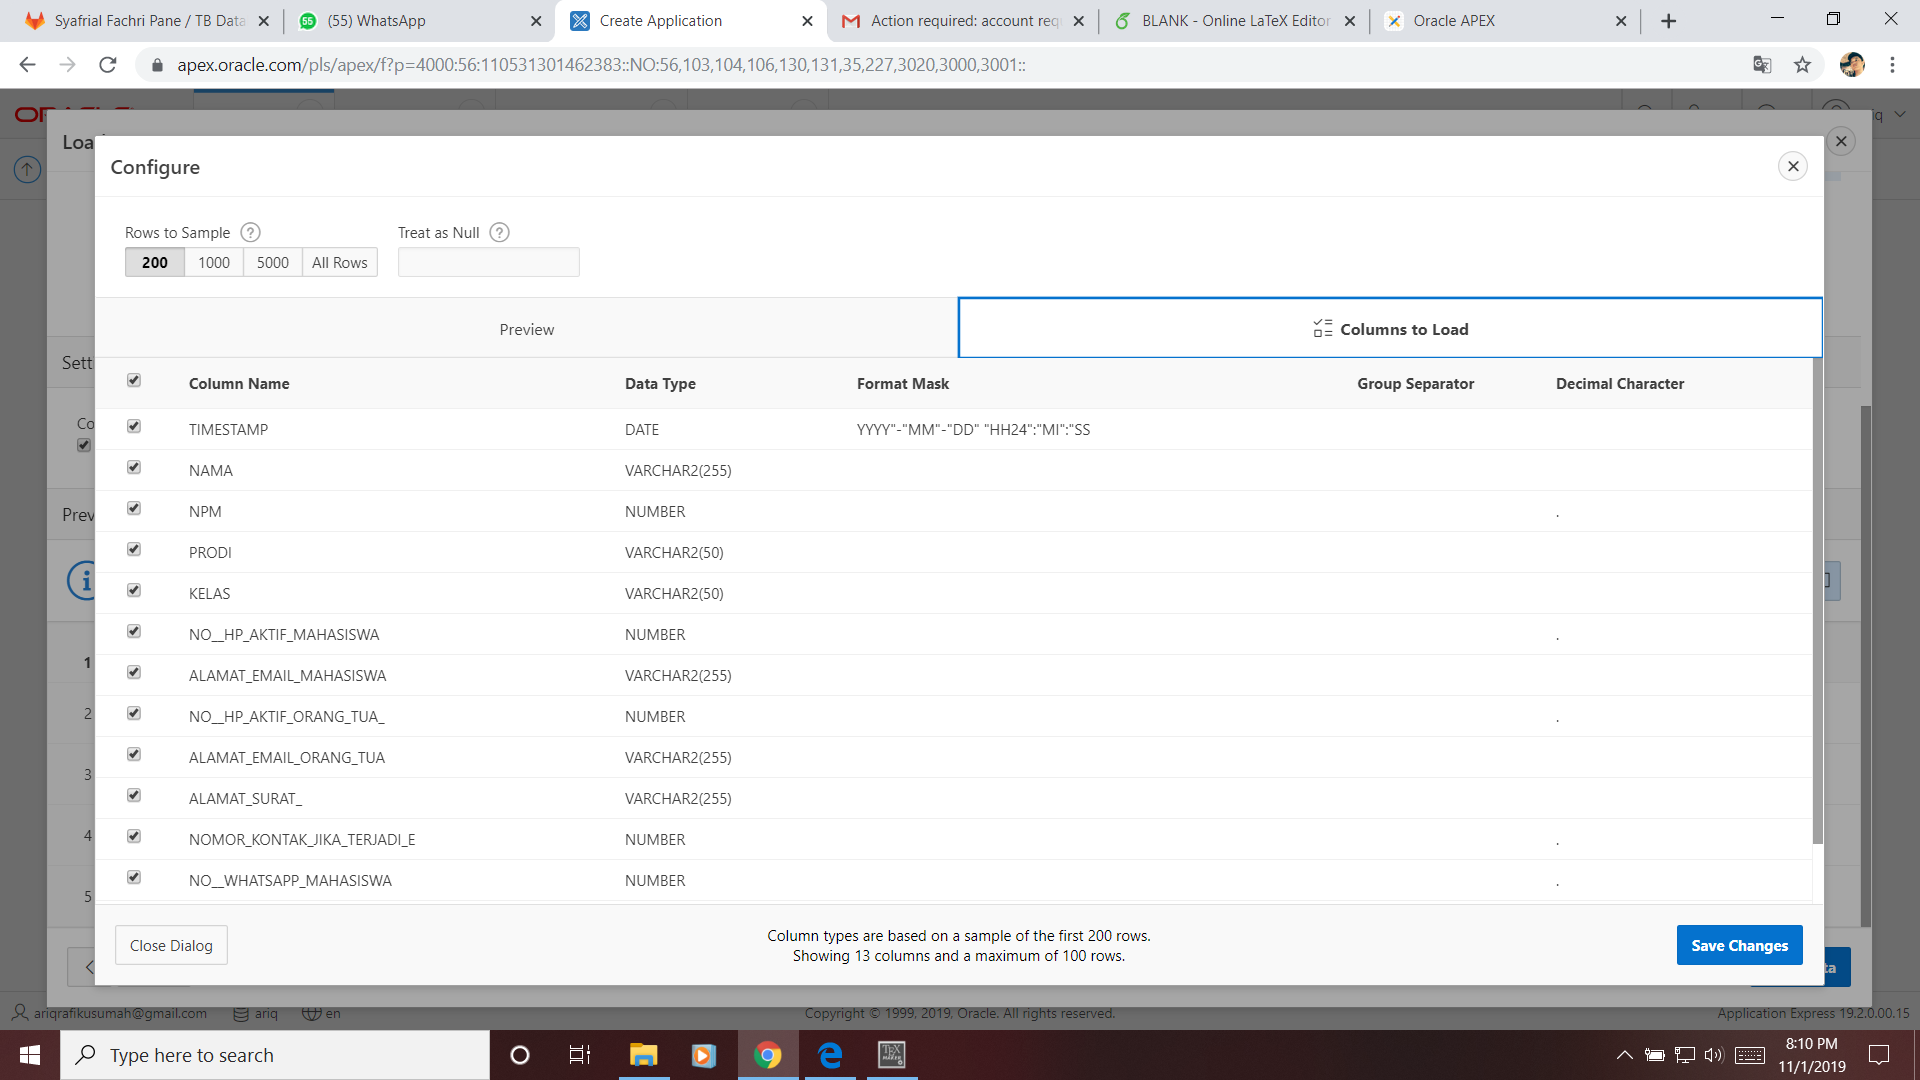 Syafrial Fachri Pane / TB Data
(55) WhatsApp
Create Application
Action required: account req
BLANK - Online LaTeX Editor
Oracle APEX
apex.oracle.com/pls/apex/f?p=4000:56:110531301462383::NO:56,103,104,106,130,131,35,227,3020,3000,3001::
Configure
Rows to Sample
Treat as Null
200 1000 5000 All Rows
Preview
Columns to Load
Column Name Data Type Format Mask Group Separator Decimal Character
TIMESTAMP DATE YYYY"-"MM"-"DD" "HH24":"MI":"SS
NAMA VARCHAR2(255)
NPM NUMBER .
PRODI VARCHAR2(50)
KELAS VARCHAR2(50)
NO__HP_AKTIF_MAHASISWA NUMBER .
ALAMAT_EMAIL_MAHASISWA VARCHAR2(255)
NO__HP_AKTIF_ORANG_TUA_ NUMBER .
ALAMAT_EMAIL_ORANG_TUA VARCHAR2(255)
ALAMAT_SURAT_ VARCHAR2(255)
NOMOR_KONTAK_JIKA_TERJADI_E NUMBER .
NO__WHATSAPP_MAHASISWA NUMBER .
1
2
3
4
5
Close Dialog
Column types are based on a sample of the first 200 rows.
Showing 13 columns and a maximum of 100 rows.
Save Changes
ariqrafikusumah@gmail.com ariq en
Copyright © 1999, 2019, Oracle. All rights reserved.
Application Express 19.2.0.00.15
Type here to search
8:10 PM
11/1/2019